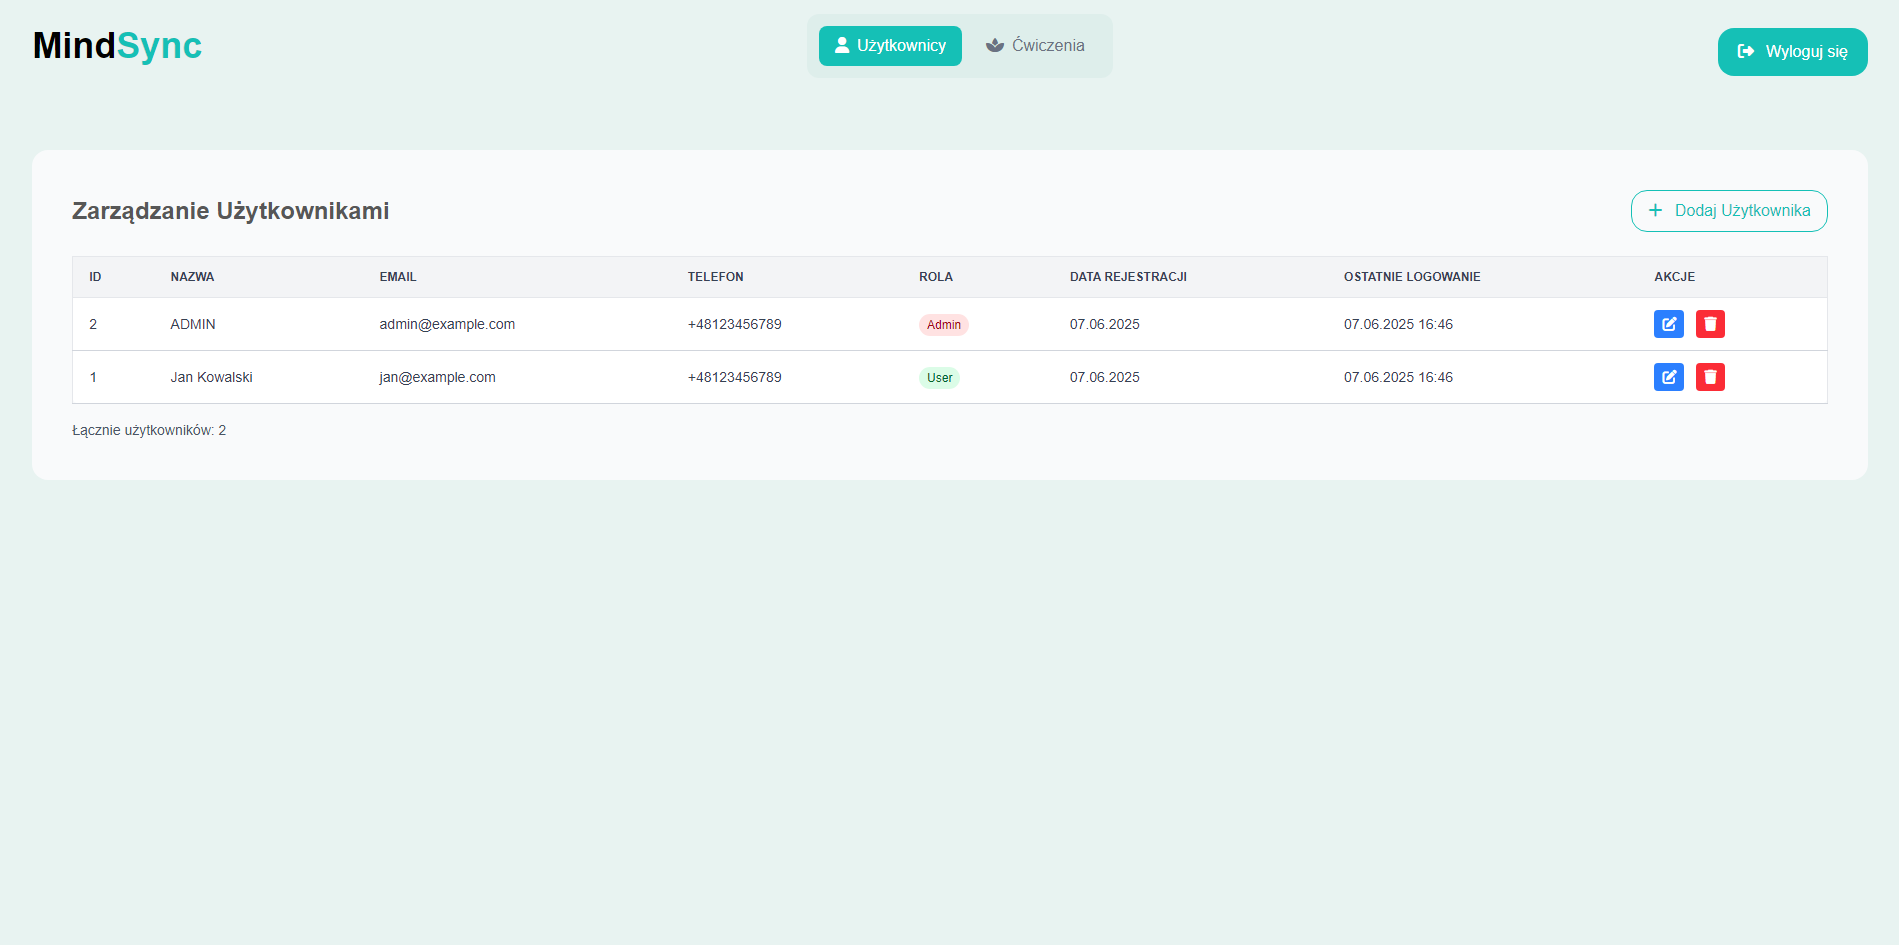 MindSync
Użytkownicy
Ćwiczenia
Wyloguj się
Zarządzanie Użytkownikami
Dodaj Użytkownika
ID NAZWA EMAIL TELEFON ROLA DATA REJESTRACJI OSTATNIE LOGOWANIE AKCJE
2 ADMIN admin@example.com +48123456789 Admin 07.06.2025 07.06.2025 16:46
1 Jan Kowalski jan@example.com +48123456789 User 07.06.2025 07.06.2025 16:46
Łącznie użytkowników: 2